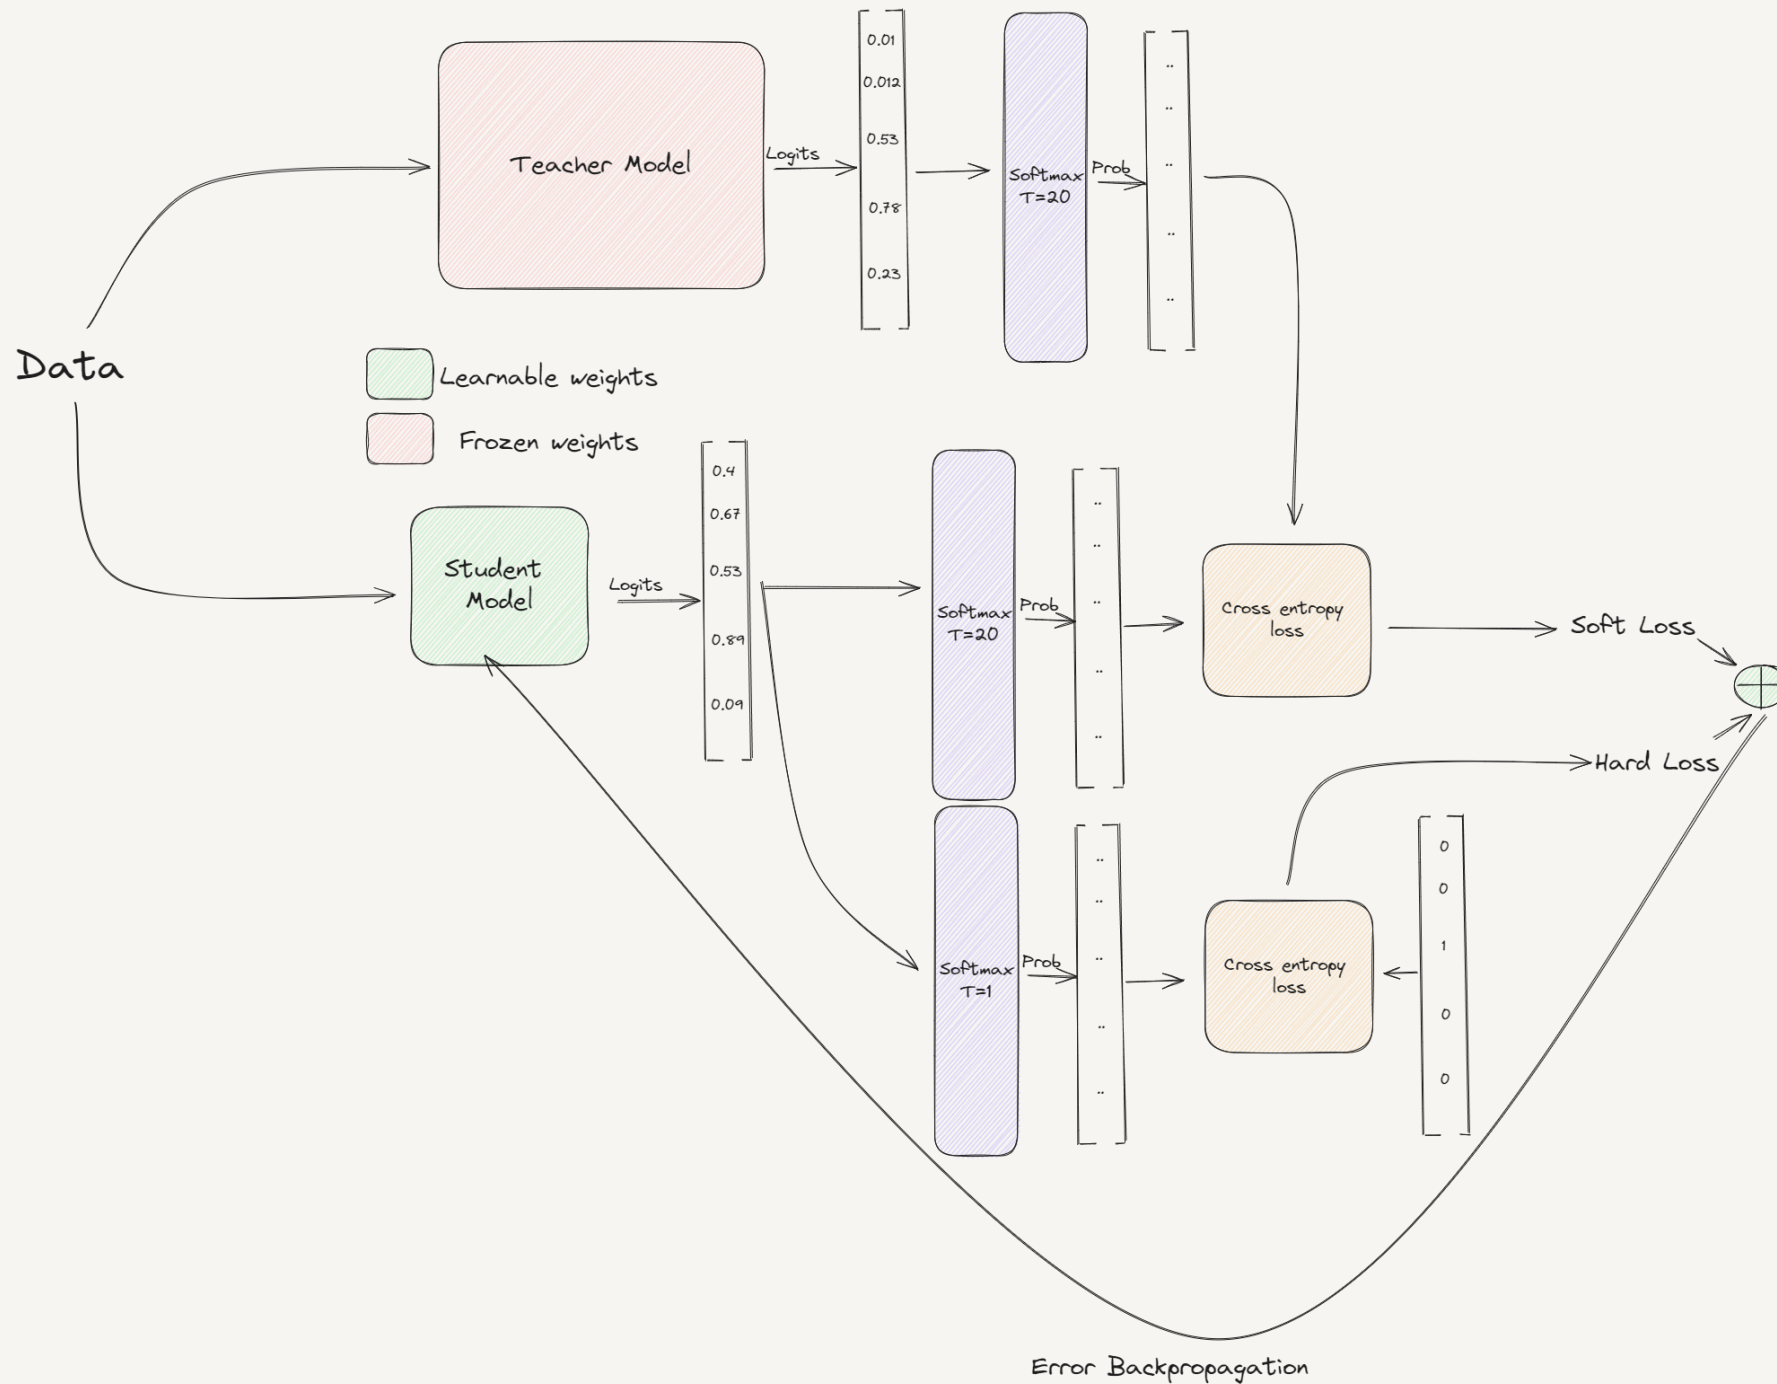 0.01
0.012
0.53
0.78
0.23
Teacher Model
Logits
Softmax
T=20
Prob
..
..
..
..
..
Data
Learnable weights
Frozen weights
Student
Model
Logits
0.4
0.67
0.53
0.89
0.09
Softmax
T=20
Prob
..
..
..
..
..
Cross entropy
loss
Soft Loss
Hard Loss
Softmax
T=1
Prob
..
..
..
..
..
Cross entropy
loss
0
0
1
0
0
Error Backpropagation